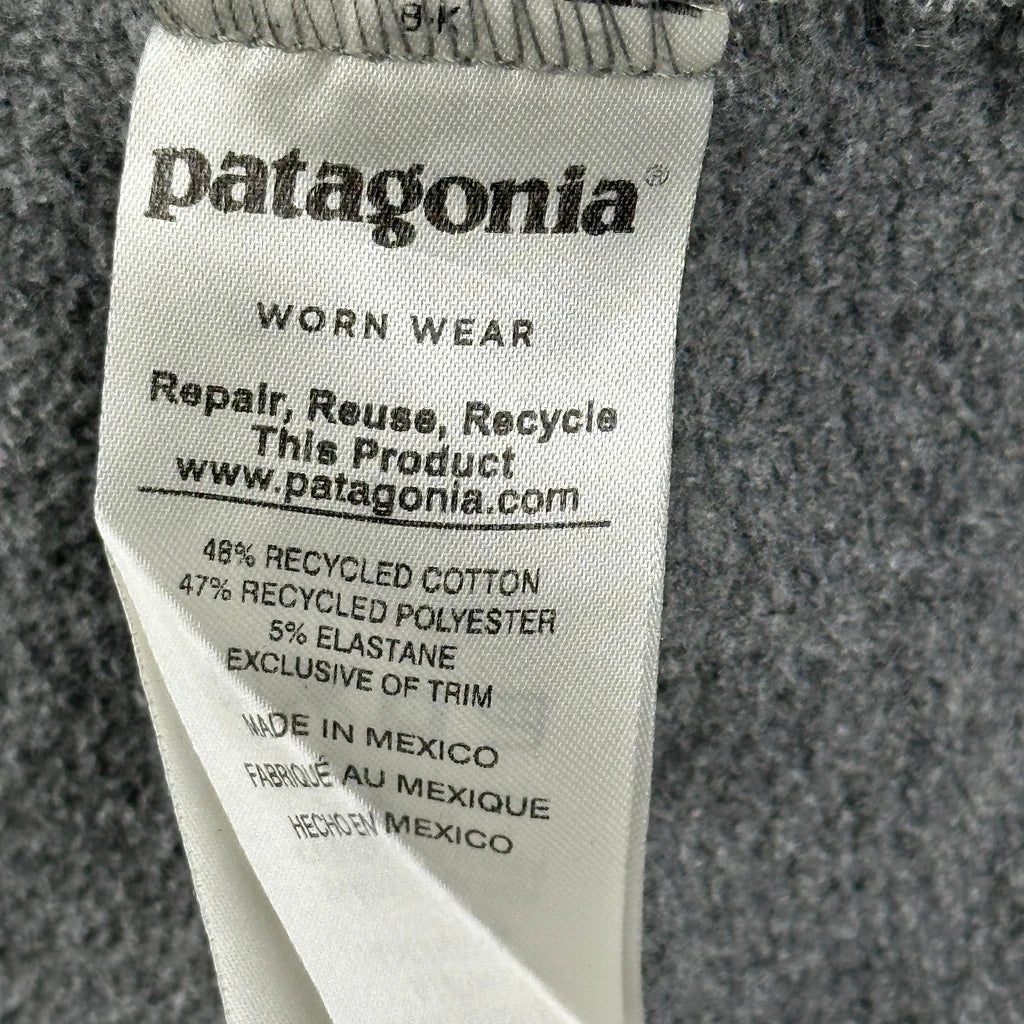 patagonia®
WORN WEAR
Repair, Reuse, Recycle
This Product
www.patagonia.com
48% RECYCLED COTTON
47% RECYCLED POLYESTER
5% ELASTANE
EXCLUSIVE OF TRIM
MADE IN MEXICO
FABRIQUÉ AU MEXIQUE
HECHO EN MEXICO